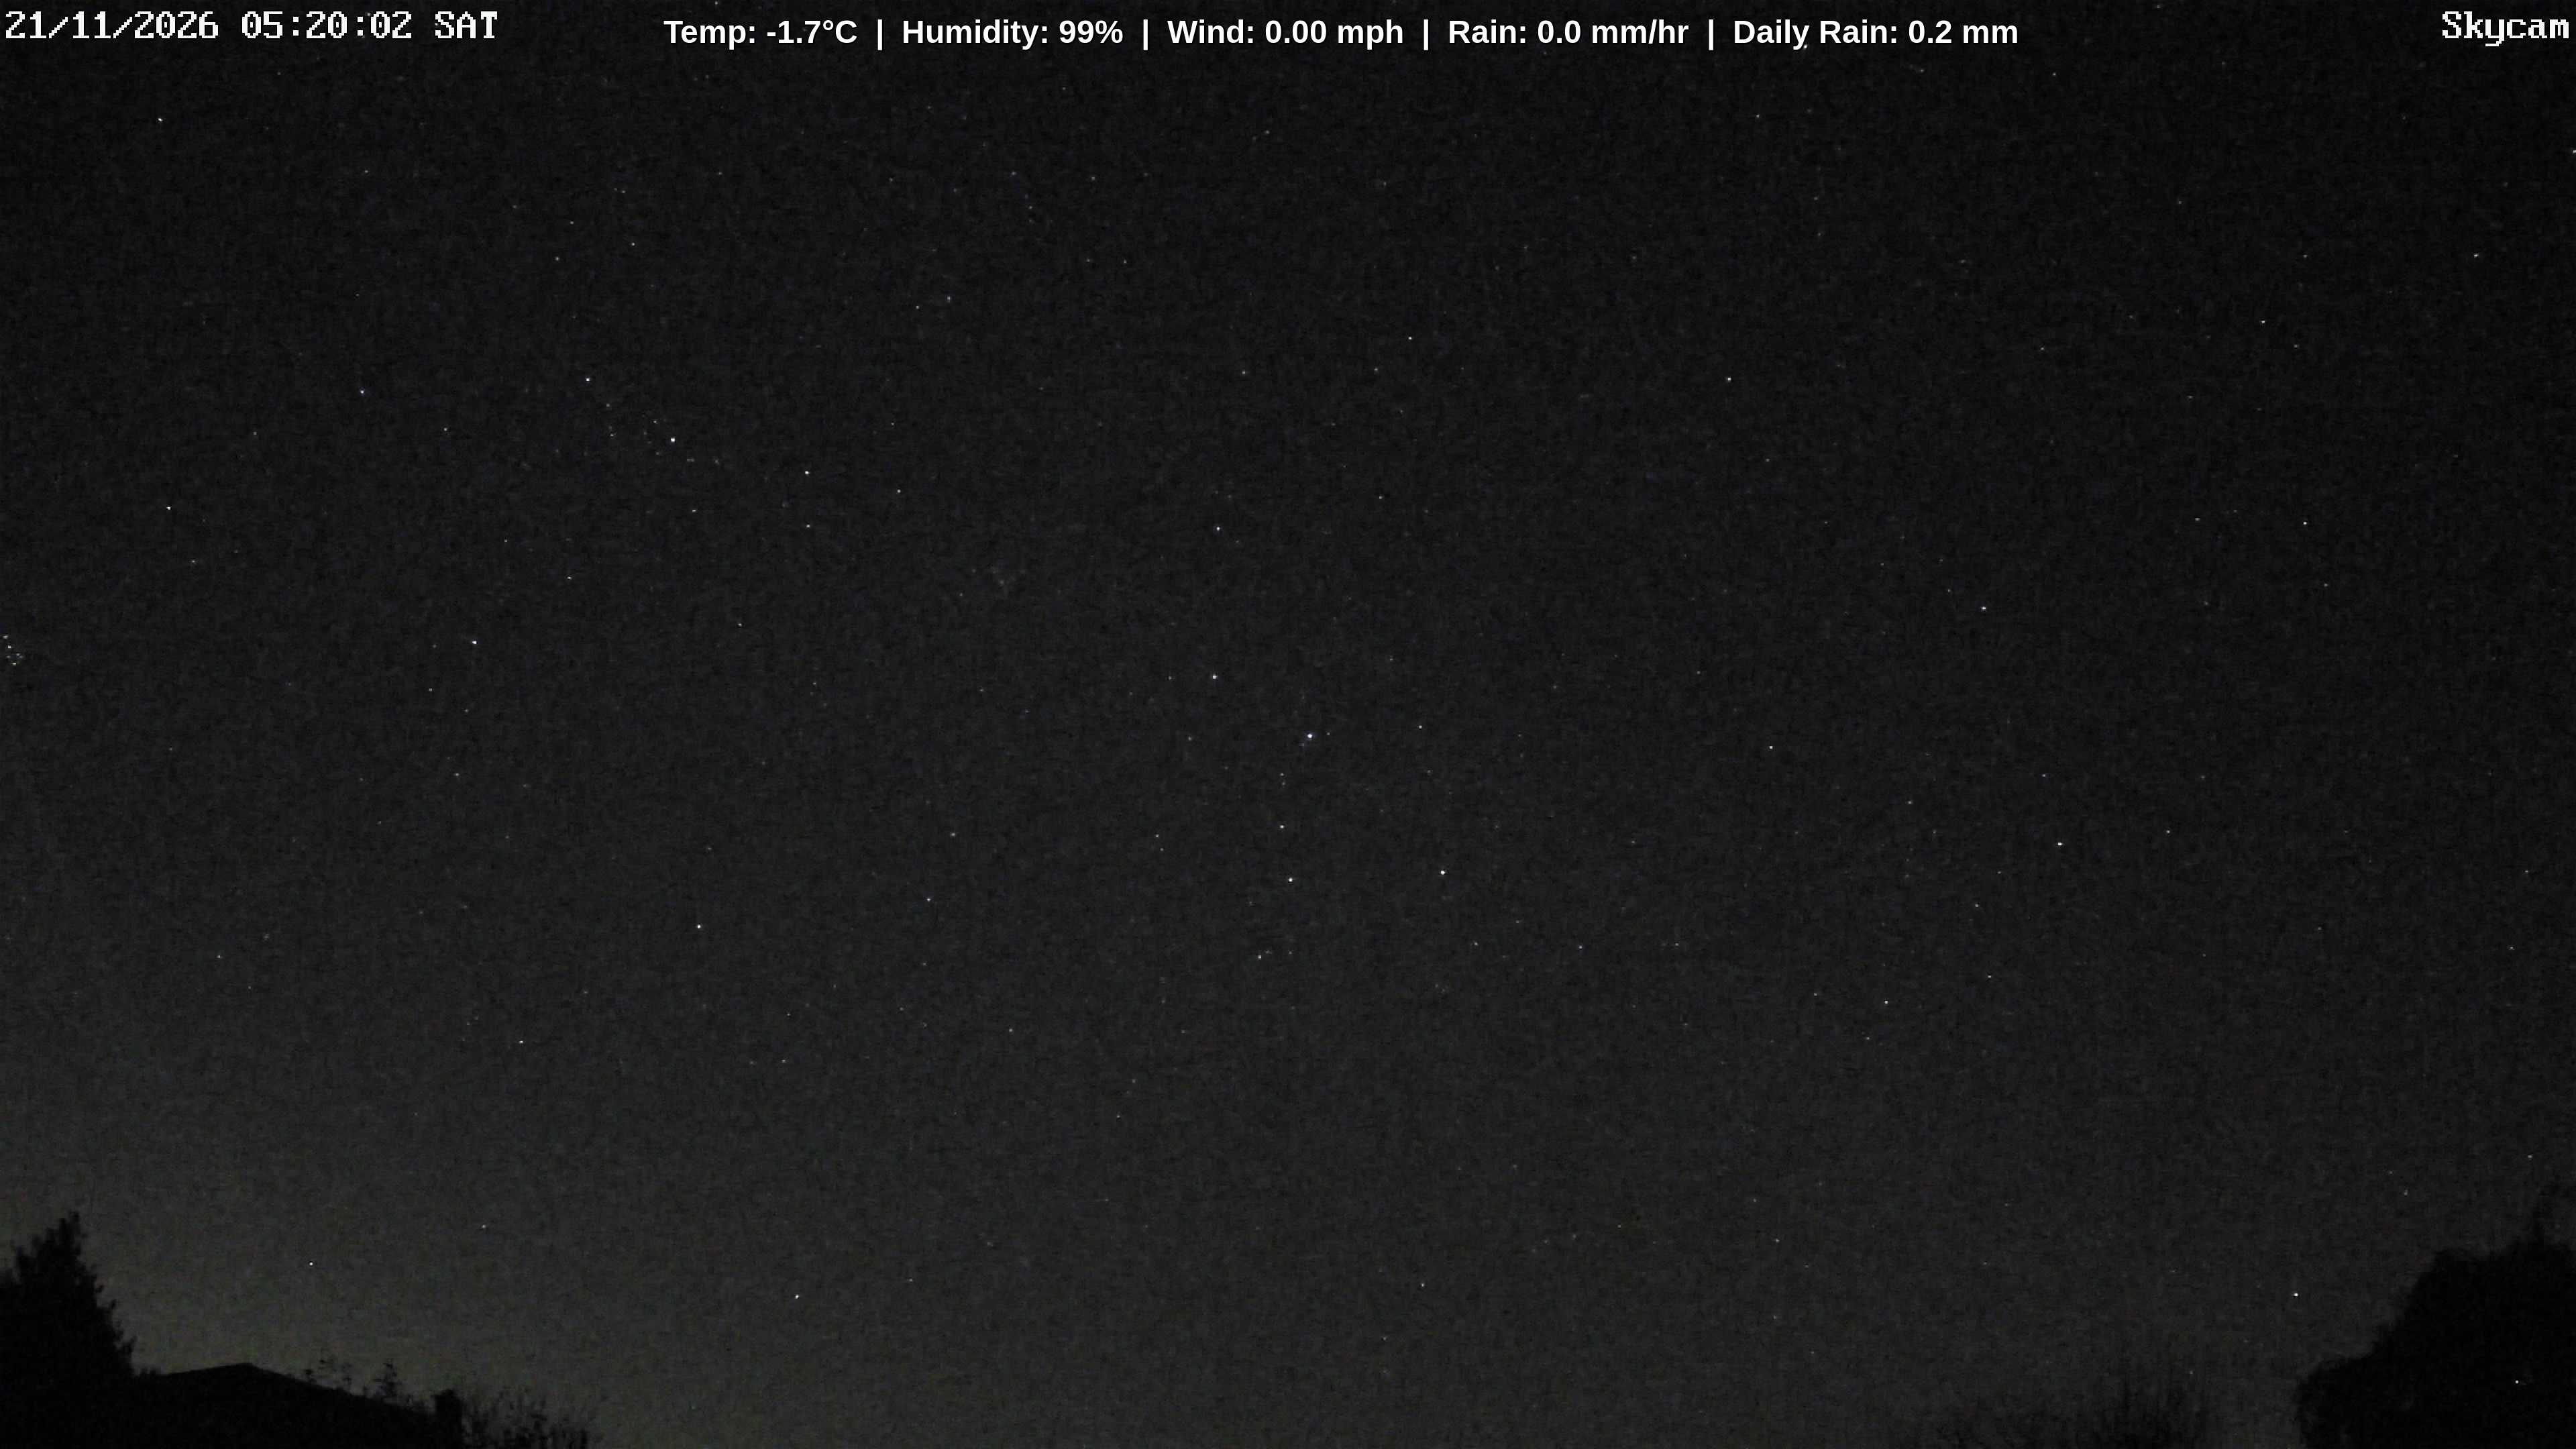 21/11/2026 05:20:02 SAT
Temp: -1.7°C | Humidity: 99% | Wind: 0.00 mph | Rain: 0.0 mm/hr | Daily Rain: 0.2 mm
Skycam